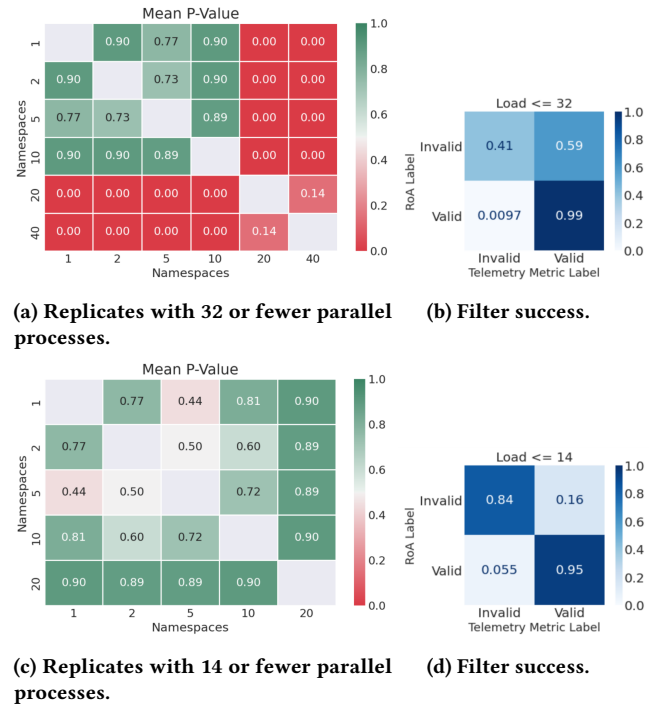 Mean P-Value
1 0.90 0.77 0.90 0.00 0.00
2 0.90 0.73 0.90 0.00 0.00
5 0.77 0.73 0.89 0.00 0.00
10 0.90 0.90 0.89 0.00 0.00
20 0.00 0.00 0.00 0.00 0.14
40 0.00 0.00 0.00 0.00 0.14
1 2 5 10 20 40
Namespaces
Namespaces
1.0
0.8
0.6
0.4
0.2
0.0
(a) Replicates with 32 or fewer parallel
processes.
Load <= 32
Invalid 0.41 0.59
Valid 0.0097 0.99
Invalid Valid
Telemetry Metric Label
RoA Label
1.0
0.8
0.6
0.4
0.2
0.0
(b) Filter success.
Mean P-Value
1 0.77 0.44 0.81 0.90
2 0.77 0.50 0.60 0.89
5 0.44 0.50 0.72 0.89
10 0.81 0.60 0.72 0.90
20 0.90 0.89 0.89 0.90
1 2 5 10 20
Namespaces
Namespaces
1.0
0.8
0.6
0.4
0.2
0.0
(c) Replicates with 14 or fewer parallel
processes.
Load <= 14
Invalid 0.84 0.16
Valid 0.055 0.95
Invalid Valid
Telemetry Metric Label
RoA Label
1.0
0.8
0.6
0.4
0.2
0.0
(d) Filter success.